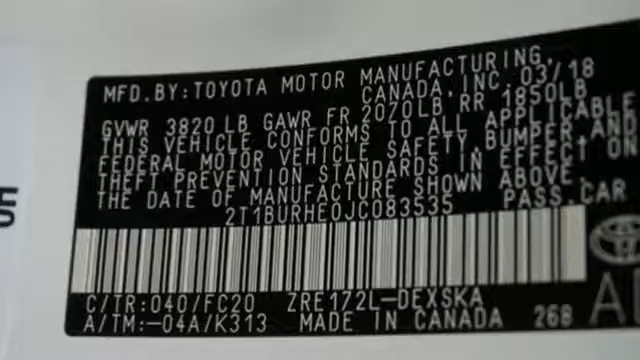 MFD.BY:TOYOTA MOTOR MANUFACTURING,
CANADA,INC. 03/18
GVWR 3820 LB GAWR FR 2070LB RR 1850LB
THIS VEHICLE CONFORMS TO ALL APPLICABLE
FEDERAL MOTOR VEHICLE SAFETY,BUMPER,AND
THEFT PREVENTION STANDARDS IN EFFECT ON
THE DATE OF MANUFACTURE SHOWN ABOVE.
2T1BURHE0JC083535 PASS.CAR
C/TR:040/FC20 ZRE172L-DEXSKA
A/TM:-04A/K313 MADE IN CANADA 268